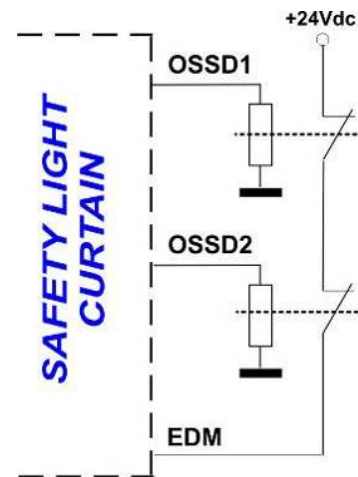 +24Vdc
OSSD1
SAFETY LIGHT
CURTAIN
OSSD2
EDM